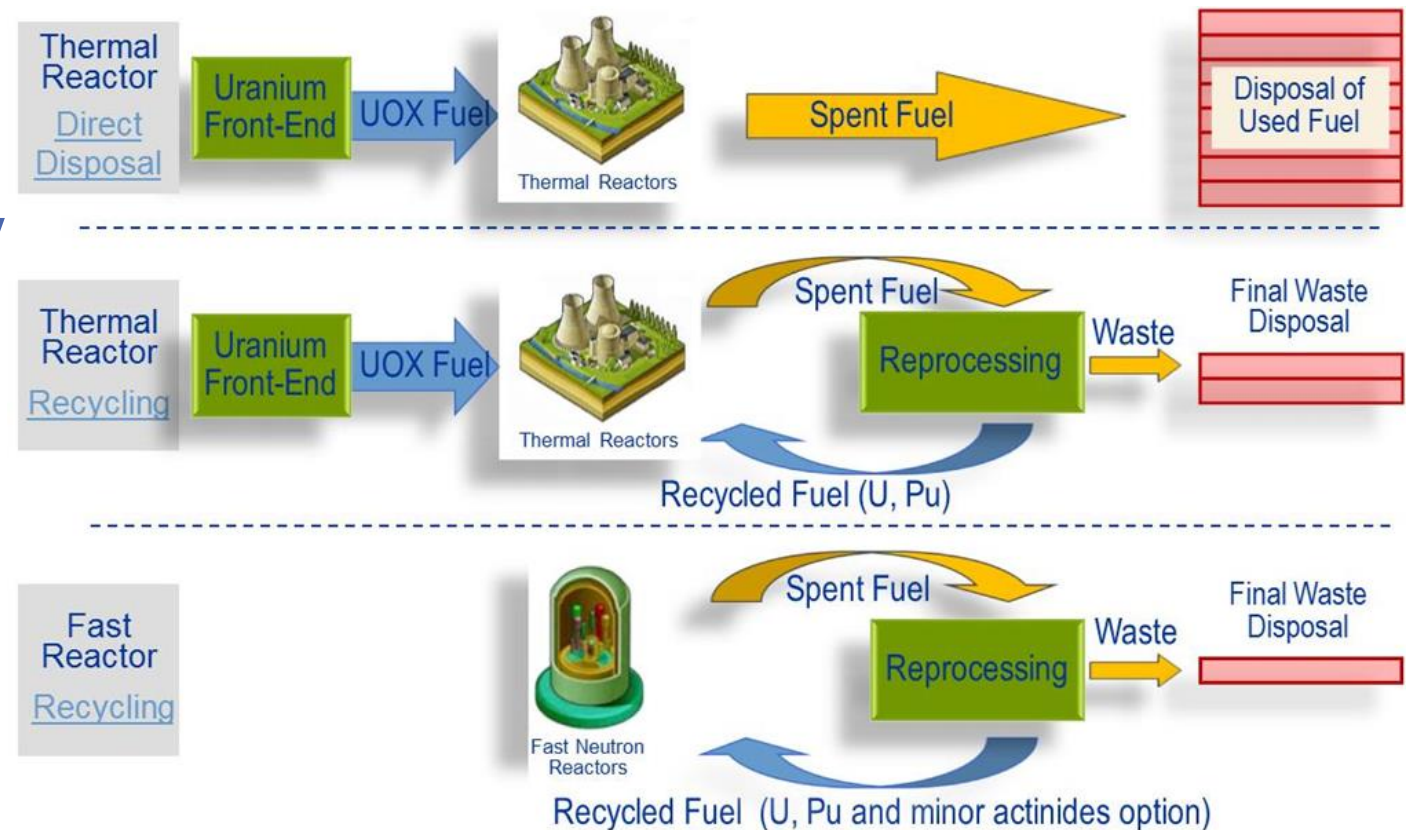 Thermal
Reactor
Direct
Disposal
Uranium
Front-End
UOX Fuel
Thermal Reactors
Spent Fuel
Disposal of
Used Fuel
Thermal
Reactor
Recycling
Uranium
Front-End
UOX Fuel
Thermal Reactors
Spent Fuel
Reprocessing
Waste
Final Waste
Disposal
Recycled Fuel (U, Pu)
Fast
Reactor
Recycling
Fast Neutron
Reactors
Spent Fuel
Reprocessing
Waste
Final Waste
Disposal
Recycled Fuel (U, Pu and minor actinides option)